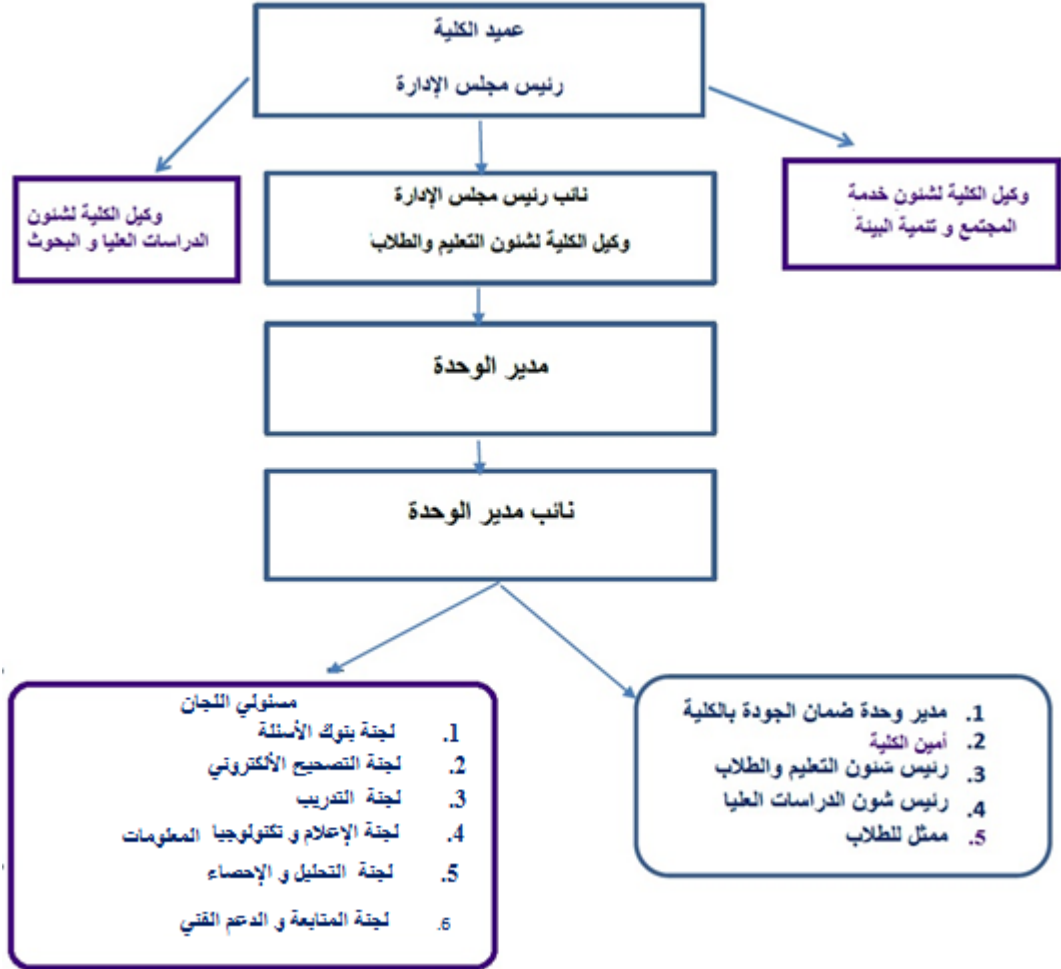 عميد الكلية
رئيس مجلس الإدارة
وكيل الكلية لشئون خدمة
المجتمع و تنمية البيئة
نائب رئيس مجلس الإدارة
وكيل الكلية لشئون التعليم والطلاب
وكيل الكلية لشئون
الدراسات العليا و البحوث
مدير الوحدة
نائب مدير الوحدة
1. مدير وحدة ضمان الجودة بالكلية
2. أمين الكلية
3. رئيس شئون التعليم والطلاب
4. رئيس شون الدراسات العليا
5. ممثل للطلاب
مسئولي اللجان
1. لجنة بنوك الأسئلة
2. لجنة التصحيح الألكتروني
3. لجنة التدريب
4. لجنة الإعلام و تكنولوجيا المعلومات
5. لجنة التحليل و الإحصاء
6. لجنة المتابعة و الدعم الفني